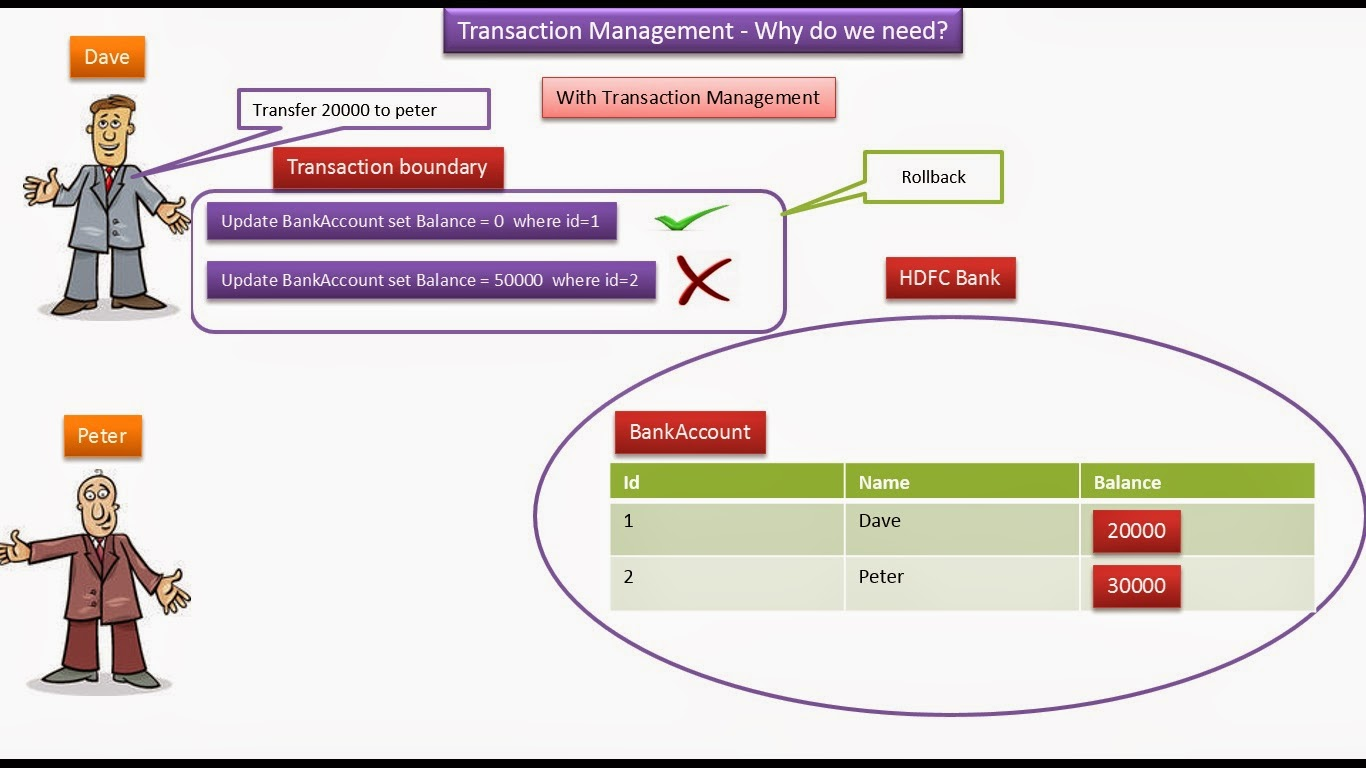 Transaction Management - Why do we need?
Dave
With Transaction Management
Transfer 20000 to peter
Transaction boundary
Rollback
Update BankAccount set Balance = 0  where id=1
Update BankAccount set Balance = 50000  where id=2
HDFC Bank
Peter
BankAccount
Id Name Balance
1 Dave 20000
2 Peter 30000